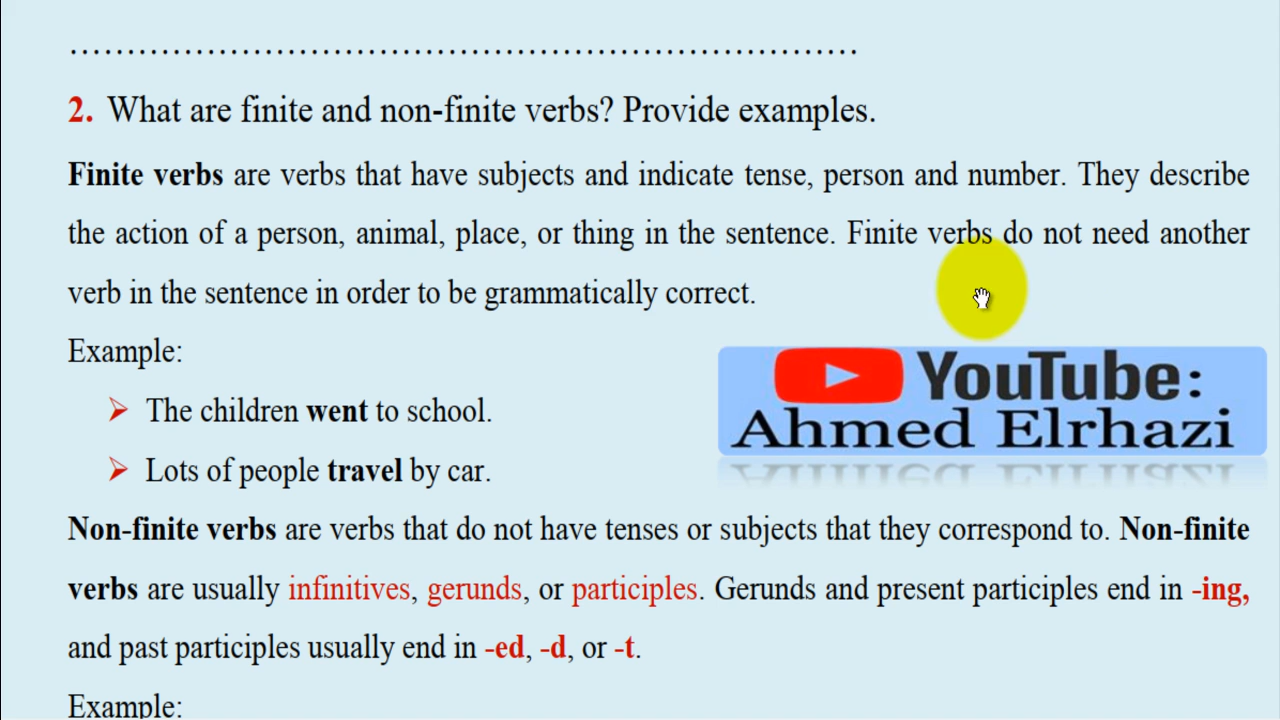 ………………………………………………………………
2. What are finite and non-finite verbs? Provide examples.
Finite verbs are verbs that have subjects and indicate tense, person and number. They describe
the action of a person, animal, place, or thing in the sentence. Finite verbs do not need another
verb in the sentence in order to be grammatically correct.
Example:
YouTube:
Ahmed Elrhazi
➢ The children went to school.
➢ Lots of people travel by car.
Non-finite verbs are verbs that do not have tenses or subjects that they correspond to. Non-finite
verbs are usually infinitives, gerunds, or participles. Gerunds and present participles end in -ing,
and past participles usually end in -ed, -d, or -t.
Example: